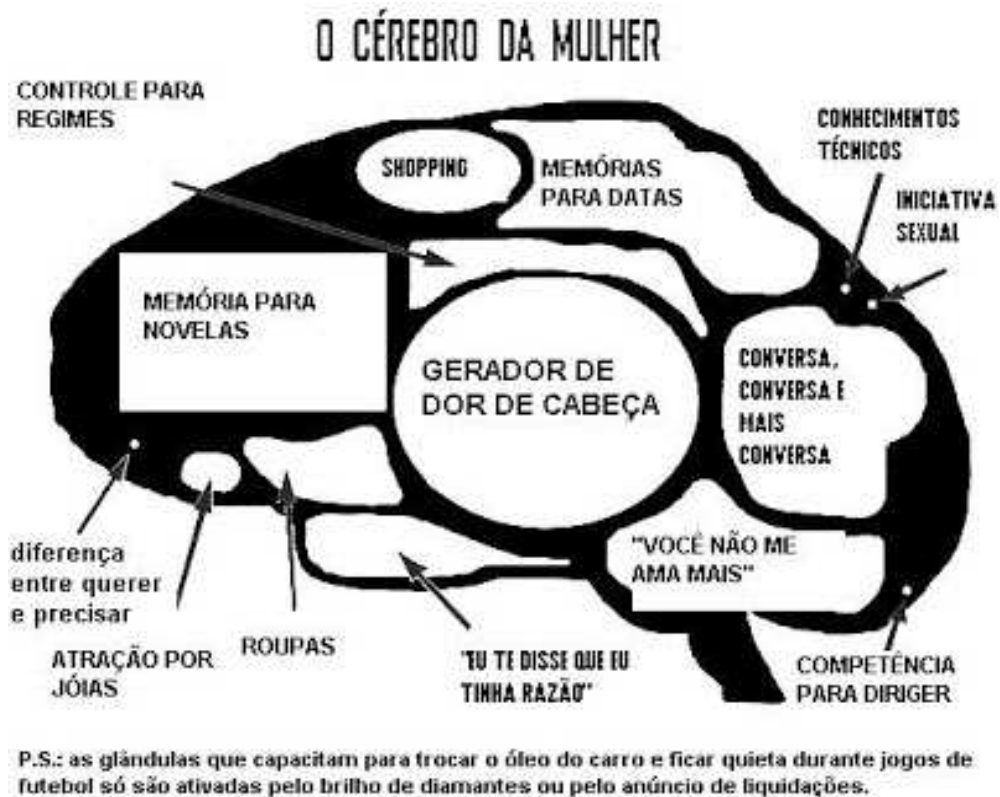 O CÉREBRO DA MULHER
CONTROLE PARA
REGIMES
SHOPPING
MEMÓRIAS
PARA DATAS
CONHECIMENTOS
TÉCNICOS
INICIATIVA
SEXUAL
MEMÓRIA PARA
NOVELAS
GERADOR DE
DOR DE CABEÇA
CONVERSA,
CONVERSA E
MAIS
CONVERSA
diferença
entre querer
e precisar
ATRAÇÃO POR
JÓIAS
ROUPAS
"EU TE DISSE QUE EU
TINHA RAZÃO"
"VOCÊ NÃO ME
AMA MAIS"
COMPETÊNCIA
PARA DIRIGER
P.S.: as glândulas que capacitam para trocar o óleo do carro e ficar quieta durante jogos de
futebol só são ativadas pelo brilho de diamantes ou pelo anúncio de liquidações.